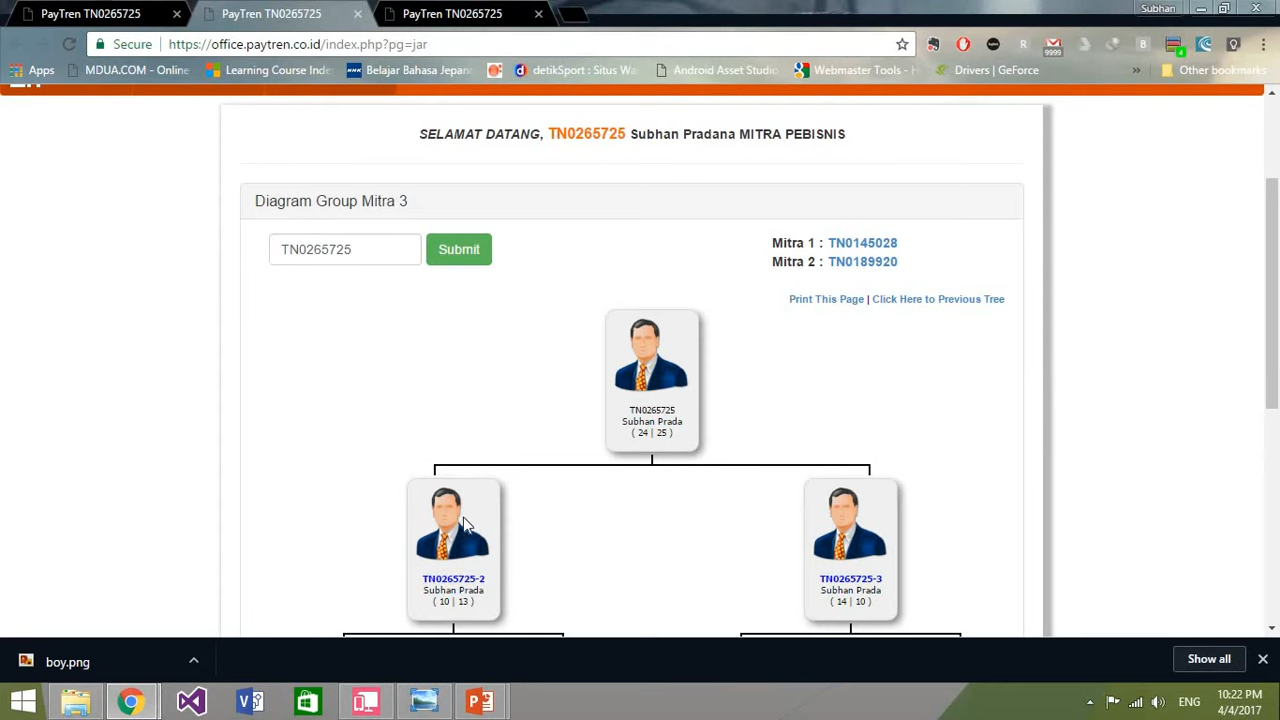 PayTren TN0265725
PayTren TN0265725
PayTren TN0265725
Subhan
Secure
https://office.paytren.co.id/index.php?pg=jar
9999
4
Apps
MDUA.COM - Online
Learning Course Inde
Belajar Bahasa Jepan
detikSport : Situs Wa
Android Asset Studio
Webmaster Tools - H
Drivers | GeForce
»
Other bookmarks
SELAMAT DATANG, TN0265725 Subhan Pradana MITRA PEBISNIS
Diagram Group Mitra 3
TN0265725
Submit
Mitra 1 : TN0145028
Mitra 2 : TN0189920
Print This Page | Click Here to Previous Tree
TN0265725
Subhan Prada
( 24 | 25 )
TN0265725-2
Subhan Prada
( 10 | 13 )
TN0265725-3
Subhan Prada
( 14 | 10 )
boy.png
Show all
ENG
10:22 PM
4/4/2017